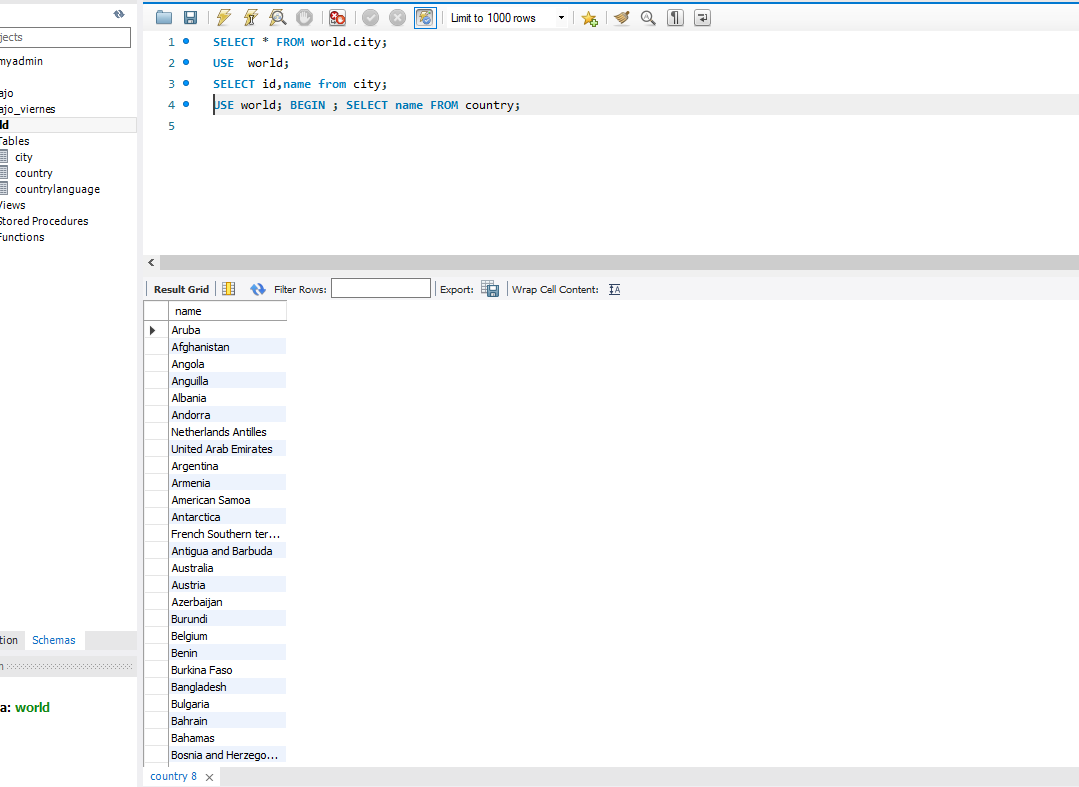 Limit to 1000 rows
jects
myadmin
ajo
ajo_viernes
ld
Tables
city
country
countrylanguage
Views
Stored Procedures
Functions
1 SELECT * FROM world.city;
2 USE  world;
3 SELECT id,name from city;
4 USE world; BEGIN ; SELECT name FROM country;
5
Result Grid Filter Rows: Export: Wrap Cell Content: IA
name
Aruba
Afghanistan
Angola
Anguilla
Albania
Andorra
Netherlands Antilles
United Arab Emirates
Argentina
Armenia
American Samoa
Antarctica
French Southern ter...
Antigua and Barbuda
Australia
Austria
Azerbaijan
Burundi
Belgium
Benin
Burkina Faso
Bangladesh
Bulgaria
Bahrain
Bahamas
Bosnia and Herzego...
tion Schemas
n
a: world
country 8